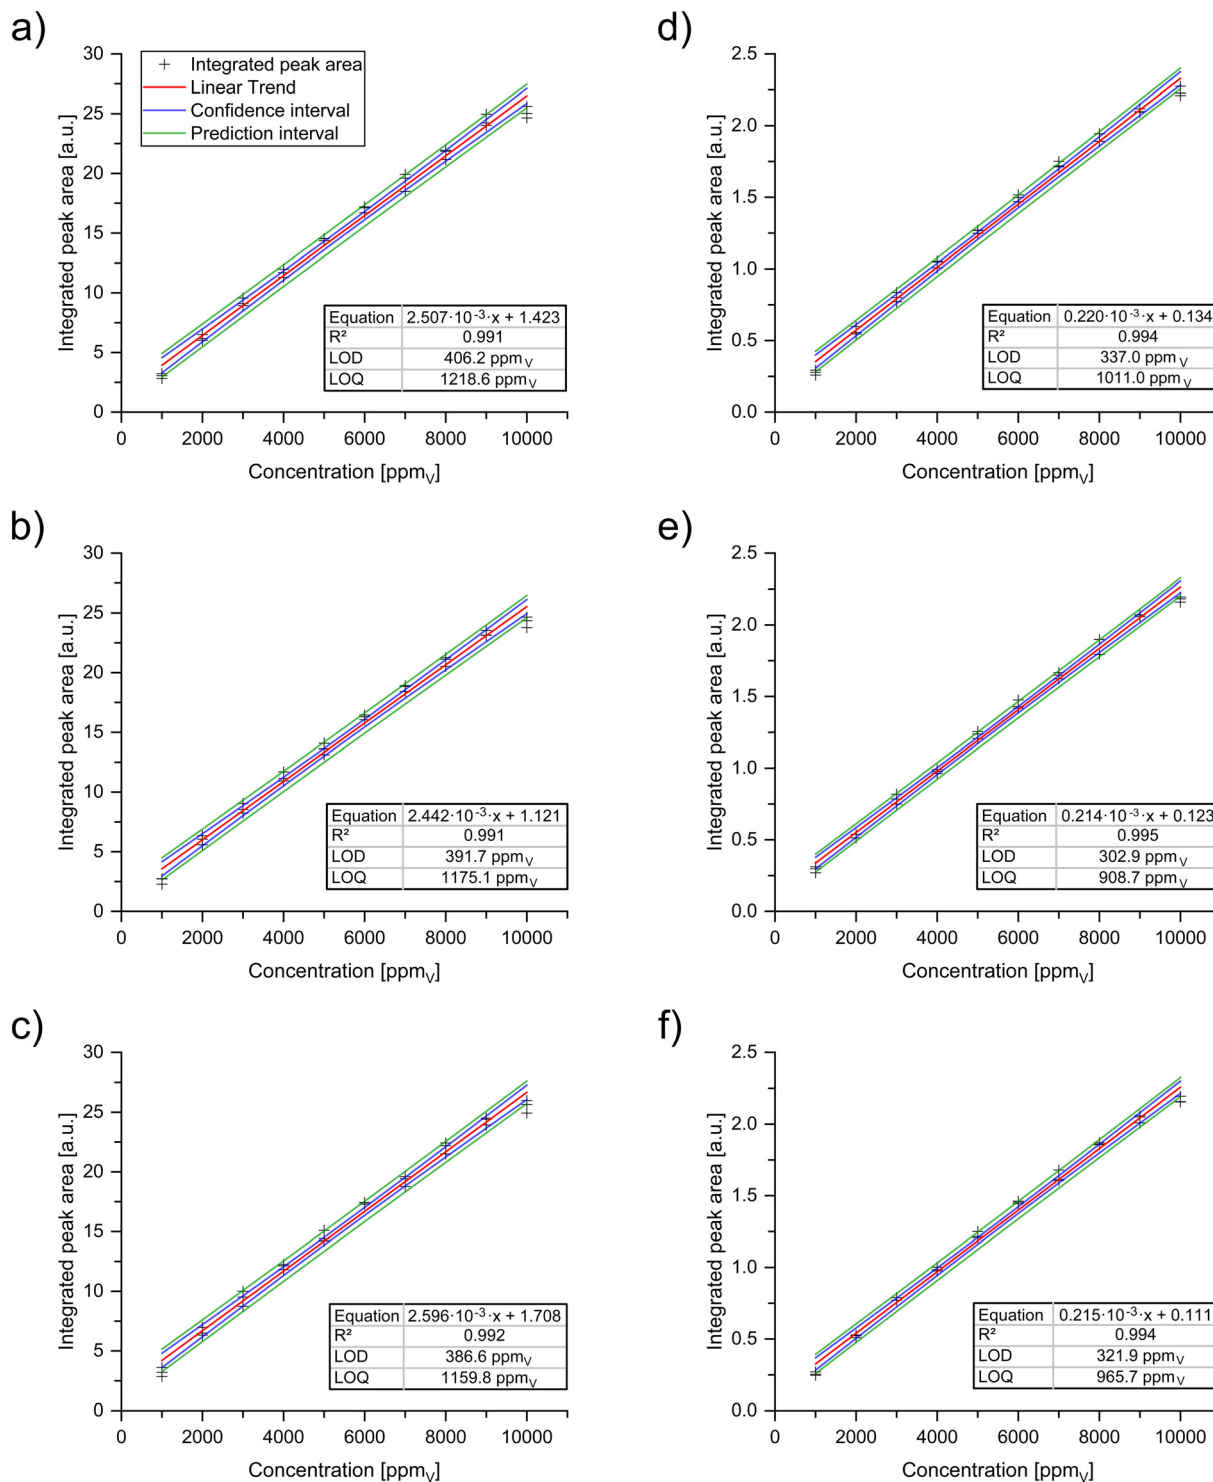 a)
30
25
20
15
10
5
0
Integrated peak area [a.u.]
Integrated peak area
Linear Trend
Confidence interval
Prediction interval
Equation 2.507·10⁻³·x + 1.423
R² 0.991
LOD 406.2 ppmV
LOQ 1218.6 ppmV
0 2000 4000 6000 8000 10000
Concentration [ppmV]
d)
2.5
2.0
1.5
1.0
0.5
0.0
Integrated peak area [a.u.]
Equation 0.220·10⁻³·x + 0.134
R² 0.994
LOD 337.0 ppmV
LOQ 1011.0 ppmV
0 2000 4000 6000 8000 10000
Concentration [ppmV]
b)
30
25
20
15
10
5
0
Integrated peak area [a.u.]
Equation 2.442·10⁻³·x + 1.121
R² 0.991
LOD 391.7 ppmV
LOQ 1175.1 ppmV
0 2000 4000 6000 8000 10000
Concentration [ppmV]
e)
2.5
2.0
1.5
1.0
0.5
0.0
Integrated peak area [a.u.]
Equation 0.214·10⁻³·x + 0.123
R² 0.995
LOD 302.9 ppmV
LOQ 908.7 ppmV
0 2000 4000 6000 8000 10000
Concentration [ppmV]
c)
30
25
20
15
10
5
0
Integrated peak area [a.u.]
Equation 2.596·10⁻³·x + 1.708
R² 0.992
LOD 386.6 ppmV
LOQ 1159.8 ppmV
0 2000 4000 6000 8000 10000
Concentration [ppmV]
f)
2.5
2.0
1.5
1.0
0.5
0.0
Integrated peak area [a.u.]
Equation 0.215·10⁻³·x + 0.111
R² 0.994
LOD 321.9 ppmV
LOQ 965.7 ppmV
0 2000 4000 6000 8000 10000
Concentration [ppmV]